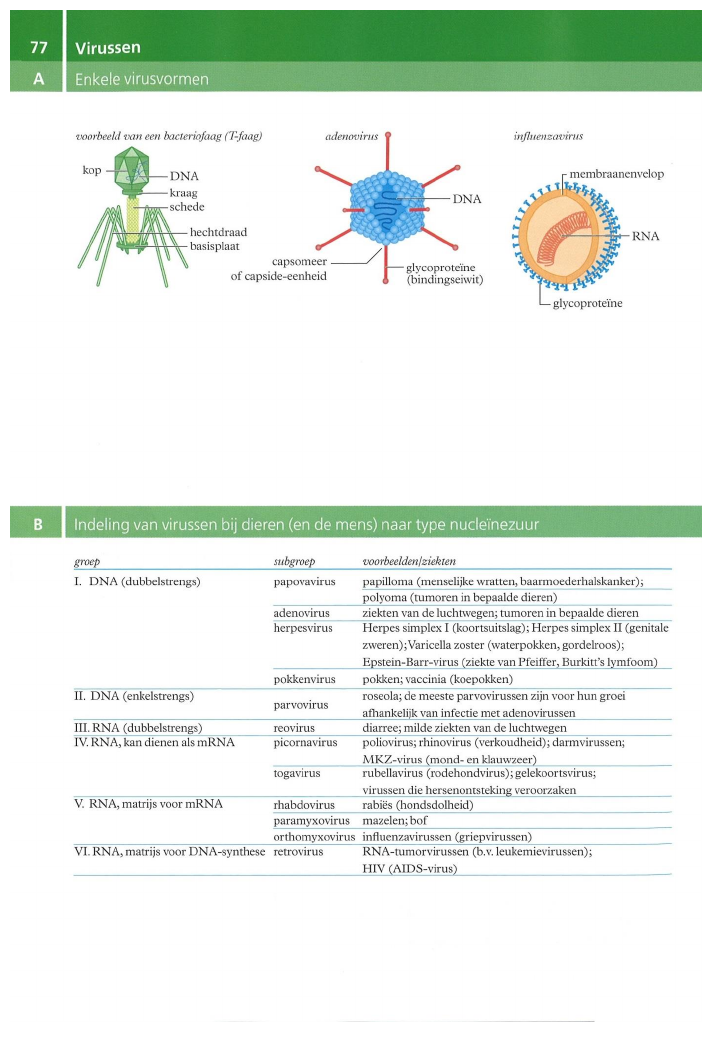 77 Virussen
A Enkele virusvormen
voorbeeld van een bacteriofaag (T-faag)
kop
DNA
kraag
schede
hechtdraad
basisplaat
adenovirus
DNA
capsomeer
of capside-eenheid
glycoproteïne
(bindingseiwit)
influenzavirus
membraanenvelop
RNA
glycoproteïne
B Indeling van virussen bij dieren (en de mens) naar type nucleïnezuur
groep subgroep voorbeelden/ziekten
I. DNA (dubbelstrengs) papovavirus papilloma (menselijke wratten, baarmoederhalskanker);
polyoma (tumoren in bepaalde dieren)
adenovirus ziekten van de luchtwegen; tumoren in bepaalde dieren
herpesvirus Herpes simplex I (koortsuitslag); Herpes simplex II (genitale
zweren); Varicella zoster (waterpokken, gordelroos);
Epstein-Barr-virus (ziekte van Pfeiffer, Burkitt's lymfoom)
pokkenvirus pokken; vaccinia (koepokken)
II. DNA (enkelstrengs) parvovirus roseola; de meeste parvovirussen zijn voor hun groei
afhankelijk van infectie met adenovirussen
III. RNA (dubbelstrengs) reovirus diarree; milde ziekten van de luchtwegen
IV. RNA, kan dienen als mRNA picornavirus poliovirus; rhinovirus (verkoudheid); darmvirussen;
MKZ-virus (mond- en klauwzeer)
togavirus rubellavirus (rodehondvirus); gelekoortsvirus;
virussen die hersenontsteking veroorzaken
V. RNA, matrijs voor mRNA rhabdovirus rabiës (hondsdolheid)
paramyxovirus mazelen; bof
orthomyxovirus influenzavirussen (griepvirussen)
VI. RNA, matrijs voor DNA-synthese retrovirus RNA-tumorvirussen (b.v. leukemievirussen);
HIV (AIDS-virus)